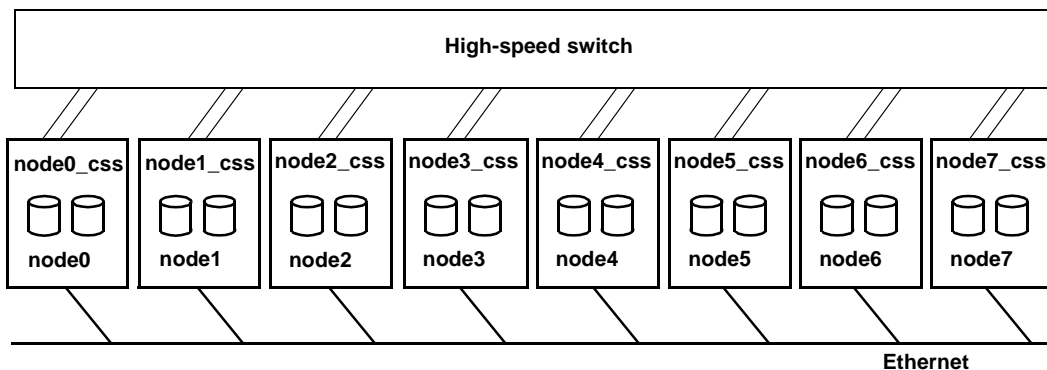 High-speed switch
node0_css node1_css node2_css node3_css node4_css node5_css node6_css node7_css
node0 node1 node2 node3 node4 node5 node6 node7
Ethernet